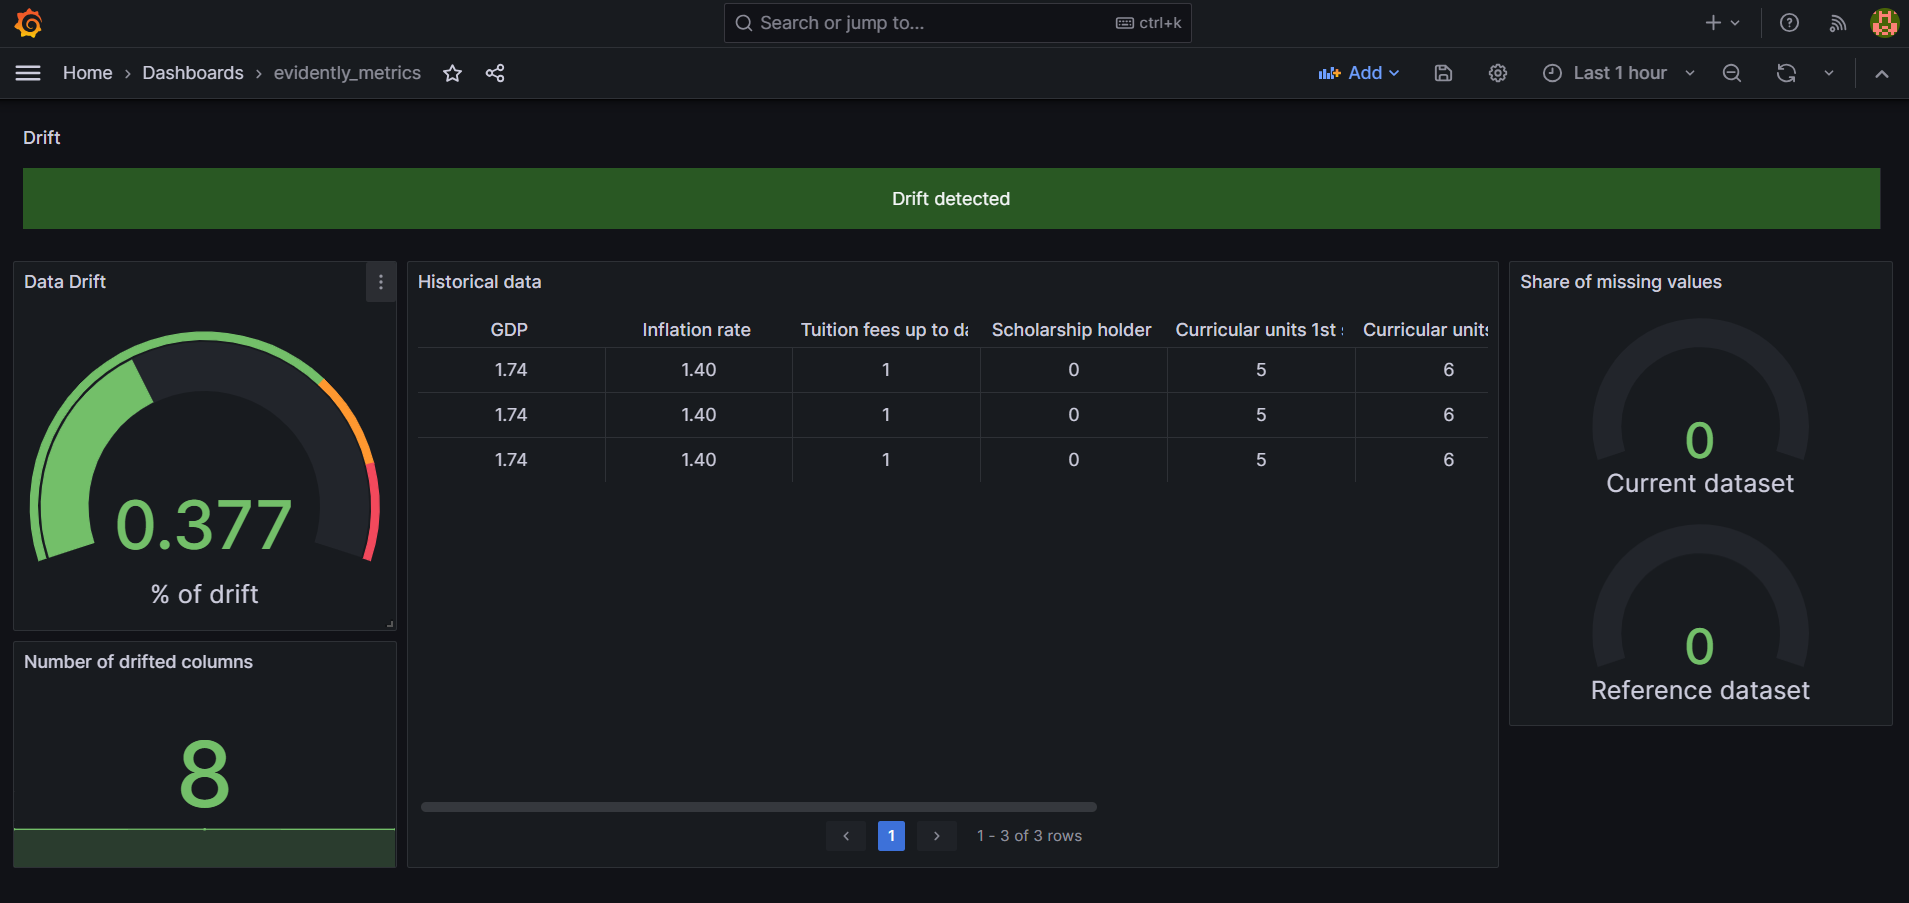 Search or jump to...
ctrl+k
Home › Dashboards › evidently_metrics
Add
Last 1 hour
Drift
Drift detected
Data Drift
0.377
% of drift
Number of drifted columns
8
Historical data
GDP Inflation rate Tuition fees up to da Scholarship holder Curricular units 1st Curricular units
1.74 1.40 1 0 5 6
1.74 1.40 1 0 5 6
1.74 1.40 1 0 5 6
1
1 - 3 of 3 rows
Share of missing values
0
Current dataset
0
Reference dataset